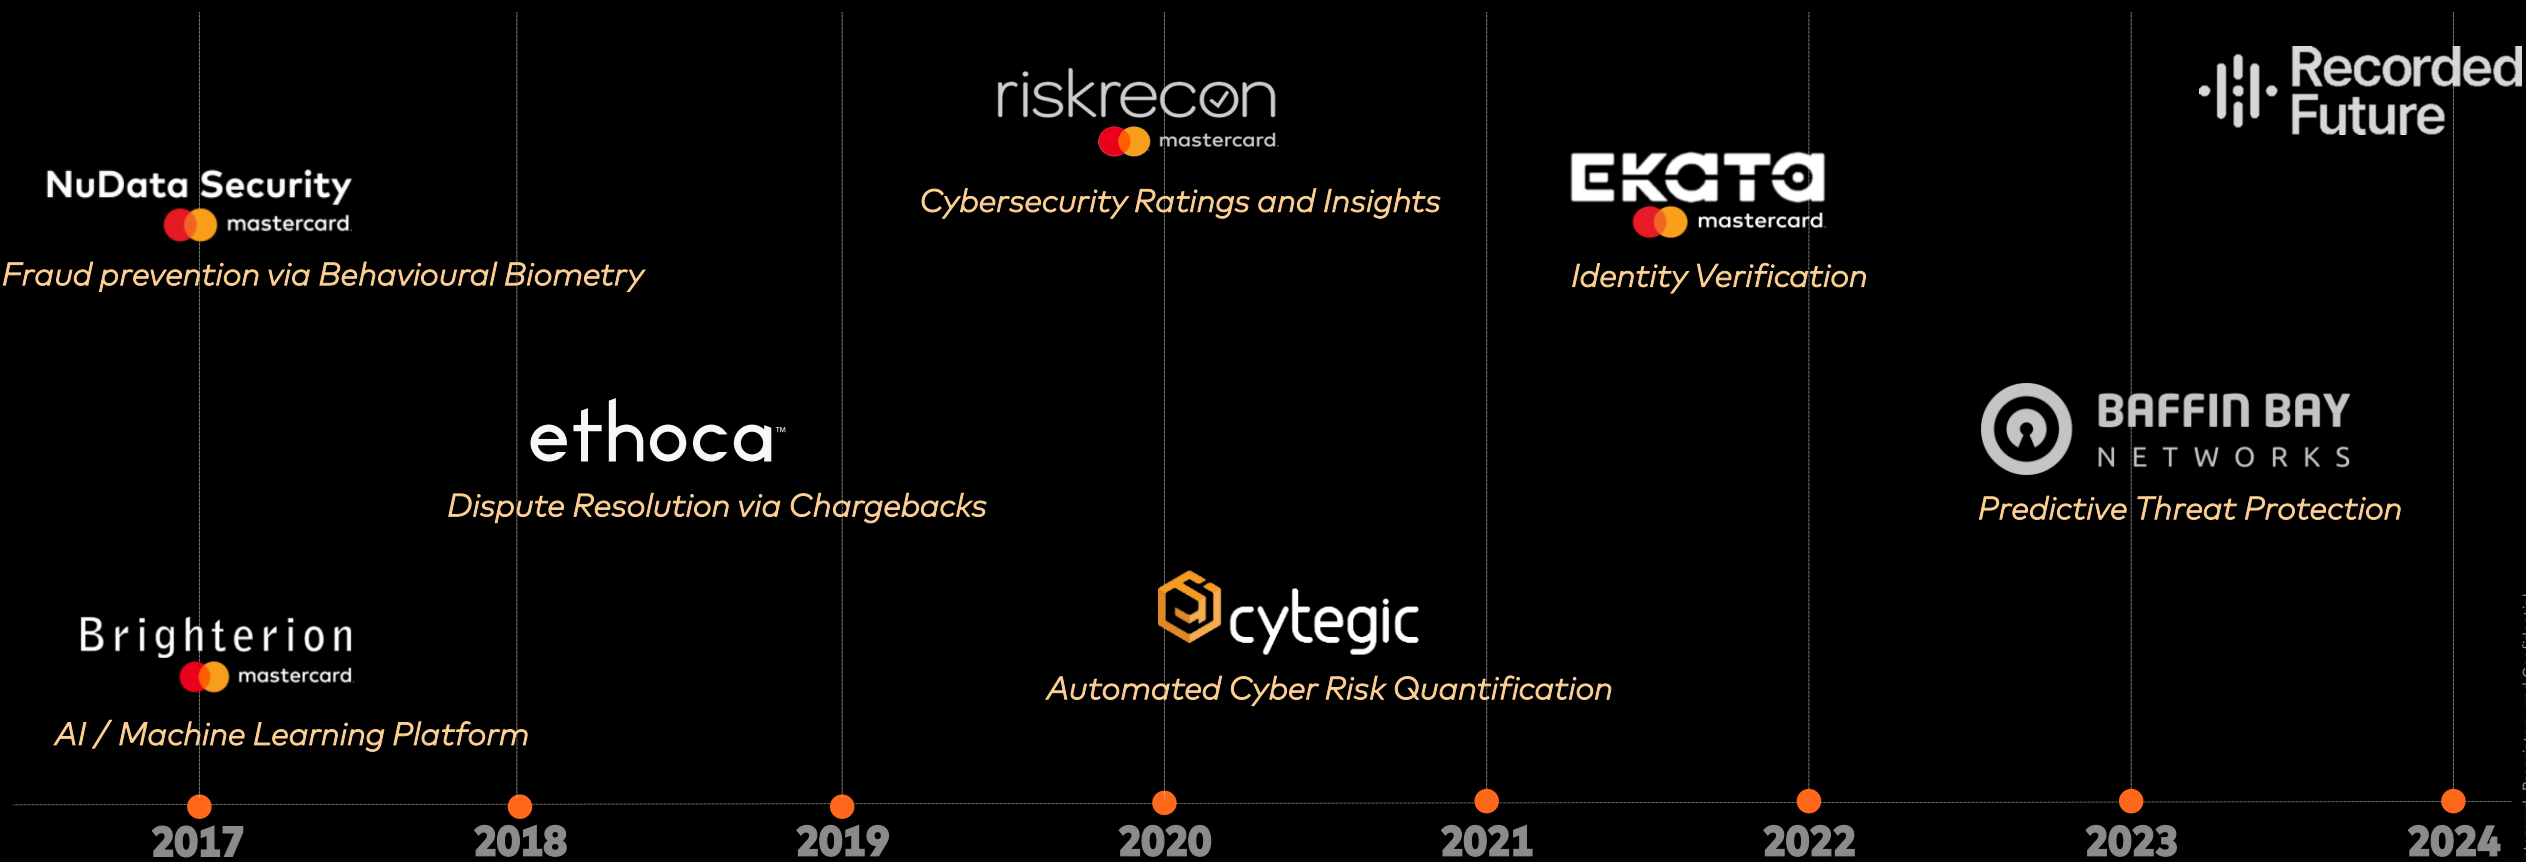 NuData Security
mastercard.
Fraud prevention via Behavioural Biometry
Brighterion
mastercard.
AI / Machine Learning Platform
ethoca™
Dispute Resolution via Chargebacks
riskrecon
mastercard.
Cybersecurity Ratings and Insights
cytegic
Automated Cyber Risk Quantification
EKATA
mastercard.
Identity Verification
BAFFIN BAY
NETWORKS
Predictive Threat Protection
Recorded
Future
2017
2018
2019
2020
2021
2022
2023
2024